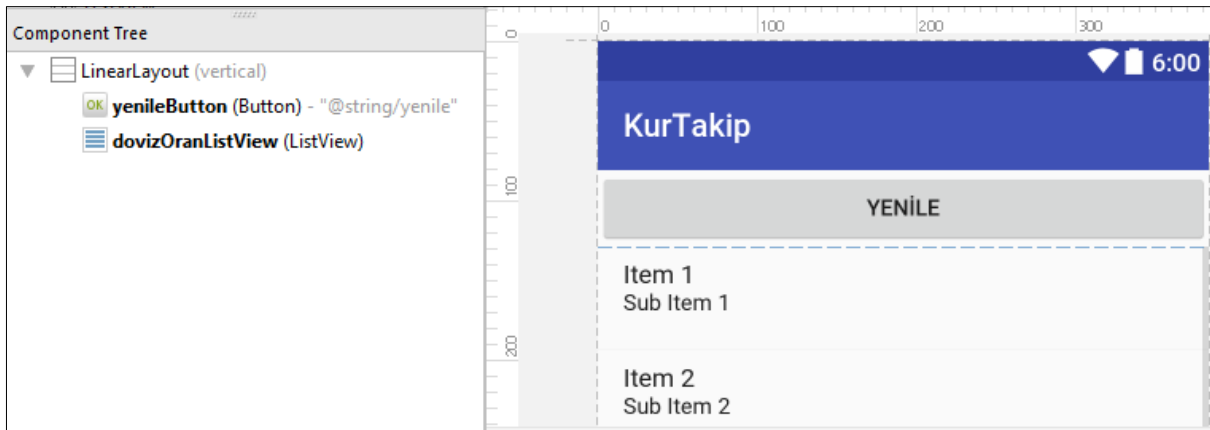 Component Tree
LinearLayout (vertical)
OK yenileButton (Button) - "@string/yenile"
dovizOranListView (ListView)
0 100 200 300
0
100
200
6:00
KurTakip
YENİLE
Item 1
Sub Item 1
Item 2
Sub Item 2